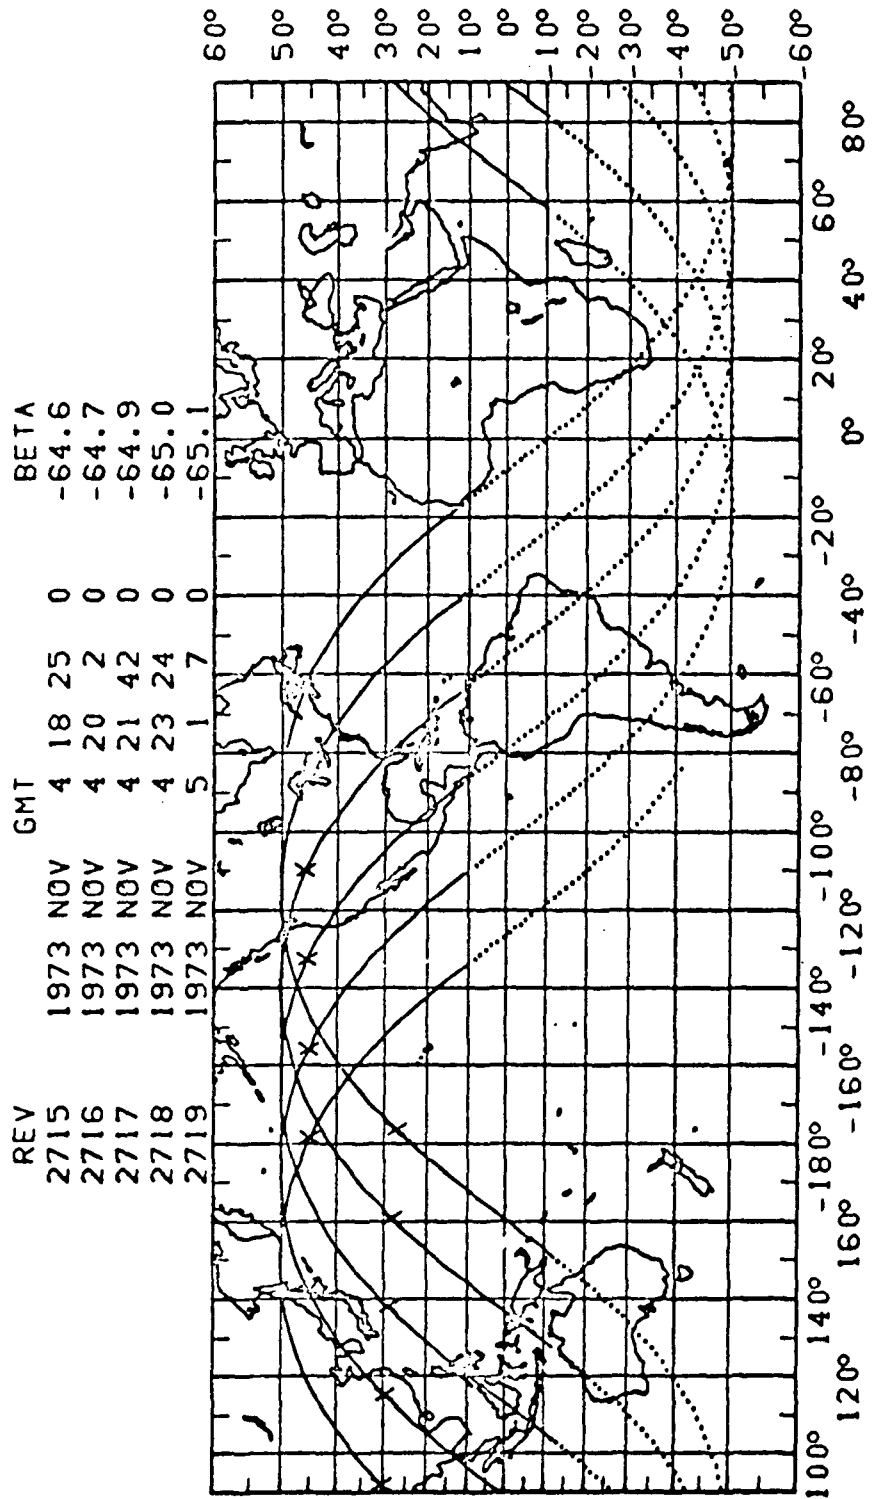 REV GMT BETA
2715 1973 NOV 4 18 25 0 -64.6
2716 1973 NOV 4 20 2 0 -64.7
2717 1973 NOV 4 21 42 0 -64.9
2718 1973 NOV 4 23 24 0 -65.0
2719 1973 NOV 5 1 7 0 -65.1
60°
50°
40°
30°
20°
10°
0°
-10°
-20°
-30°
-40°
-50°
-60°
100° 120° 140° 160° -180° -160° -140° -120° -100° -80° -60° -40° -20° 0° 20° 40° 60° 80°